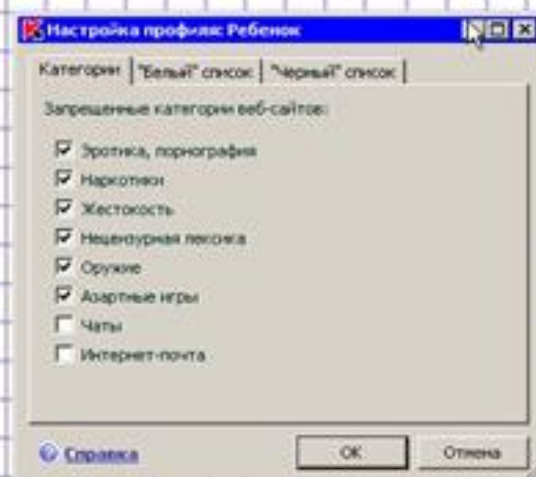 Настройка профиля: Ребенок
Категории "Белый" список "Черный" список
Запрещенные категории веб-сайтов:
Эротика, порнография
Наркотики
Жестокость
Нецензурная лексика
Оружие
Азартные игры
Чаты
Интернет-почта
Справка
ОК
Отмена